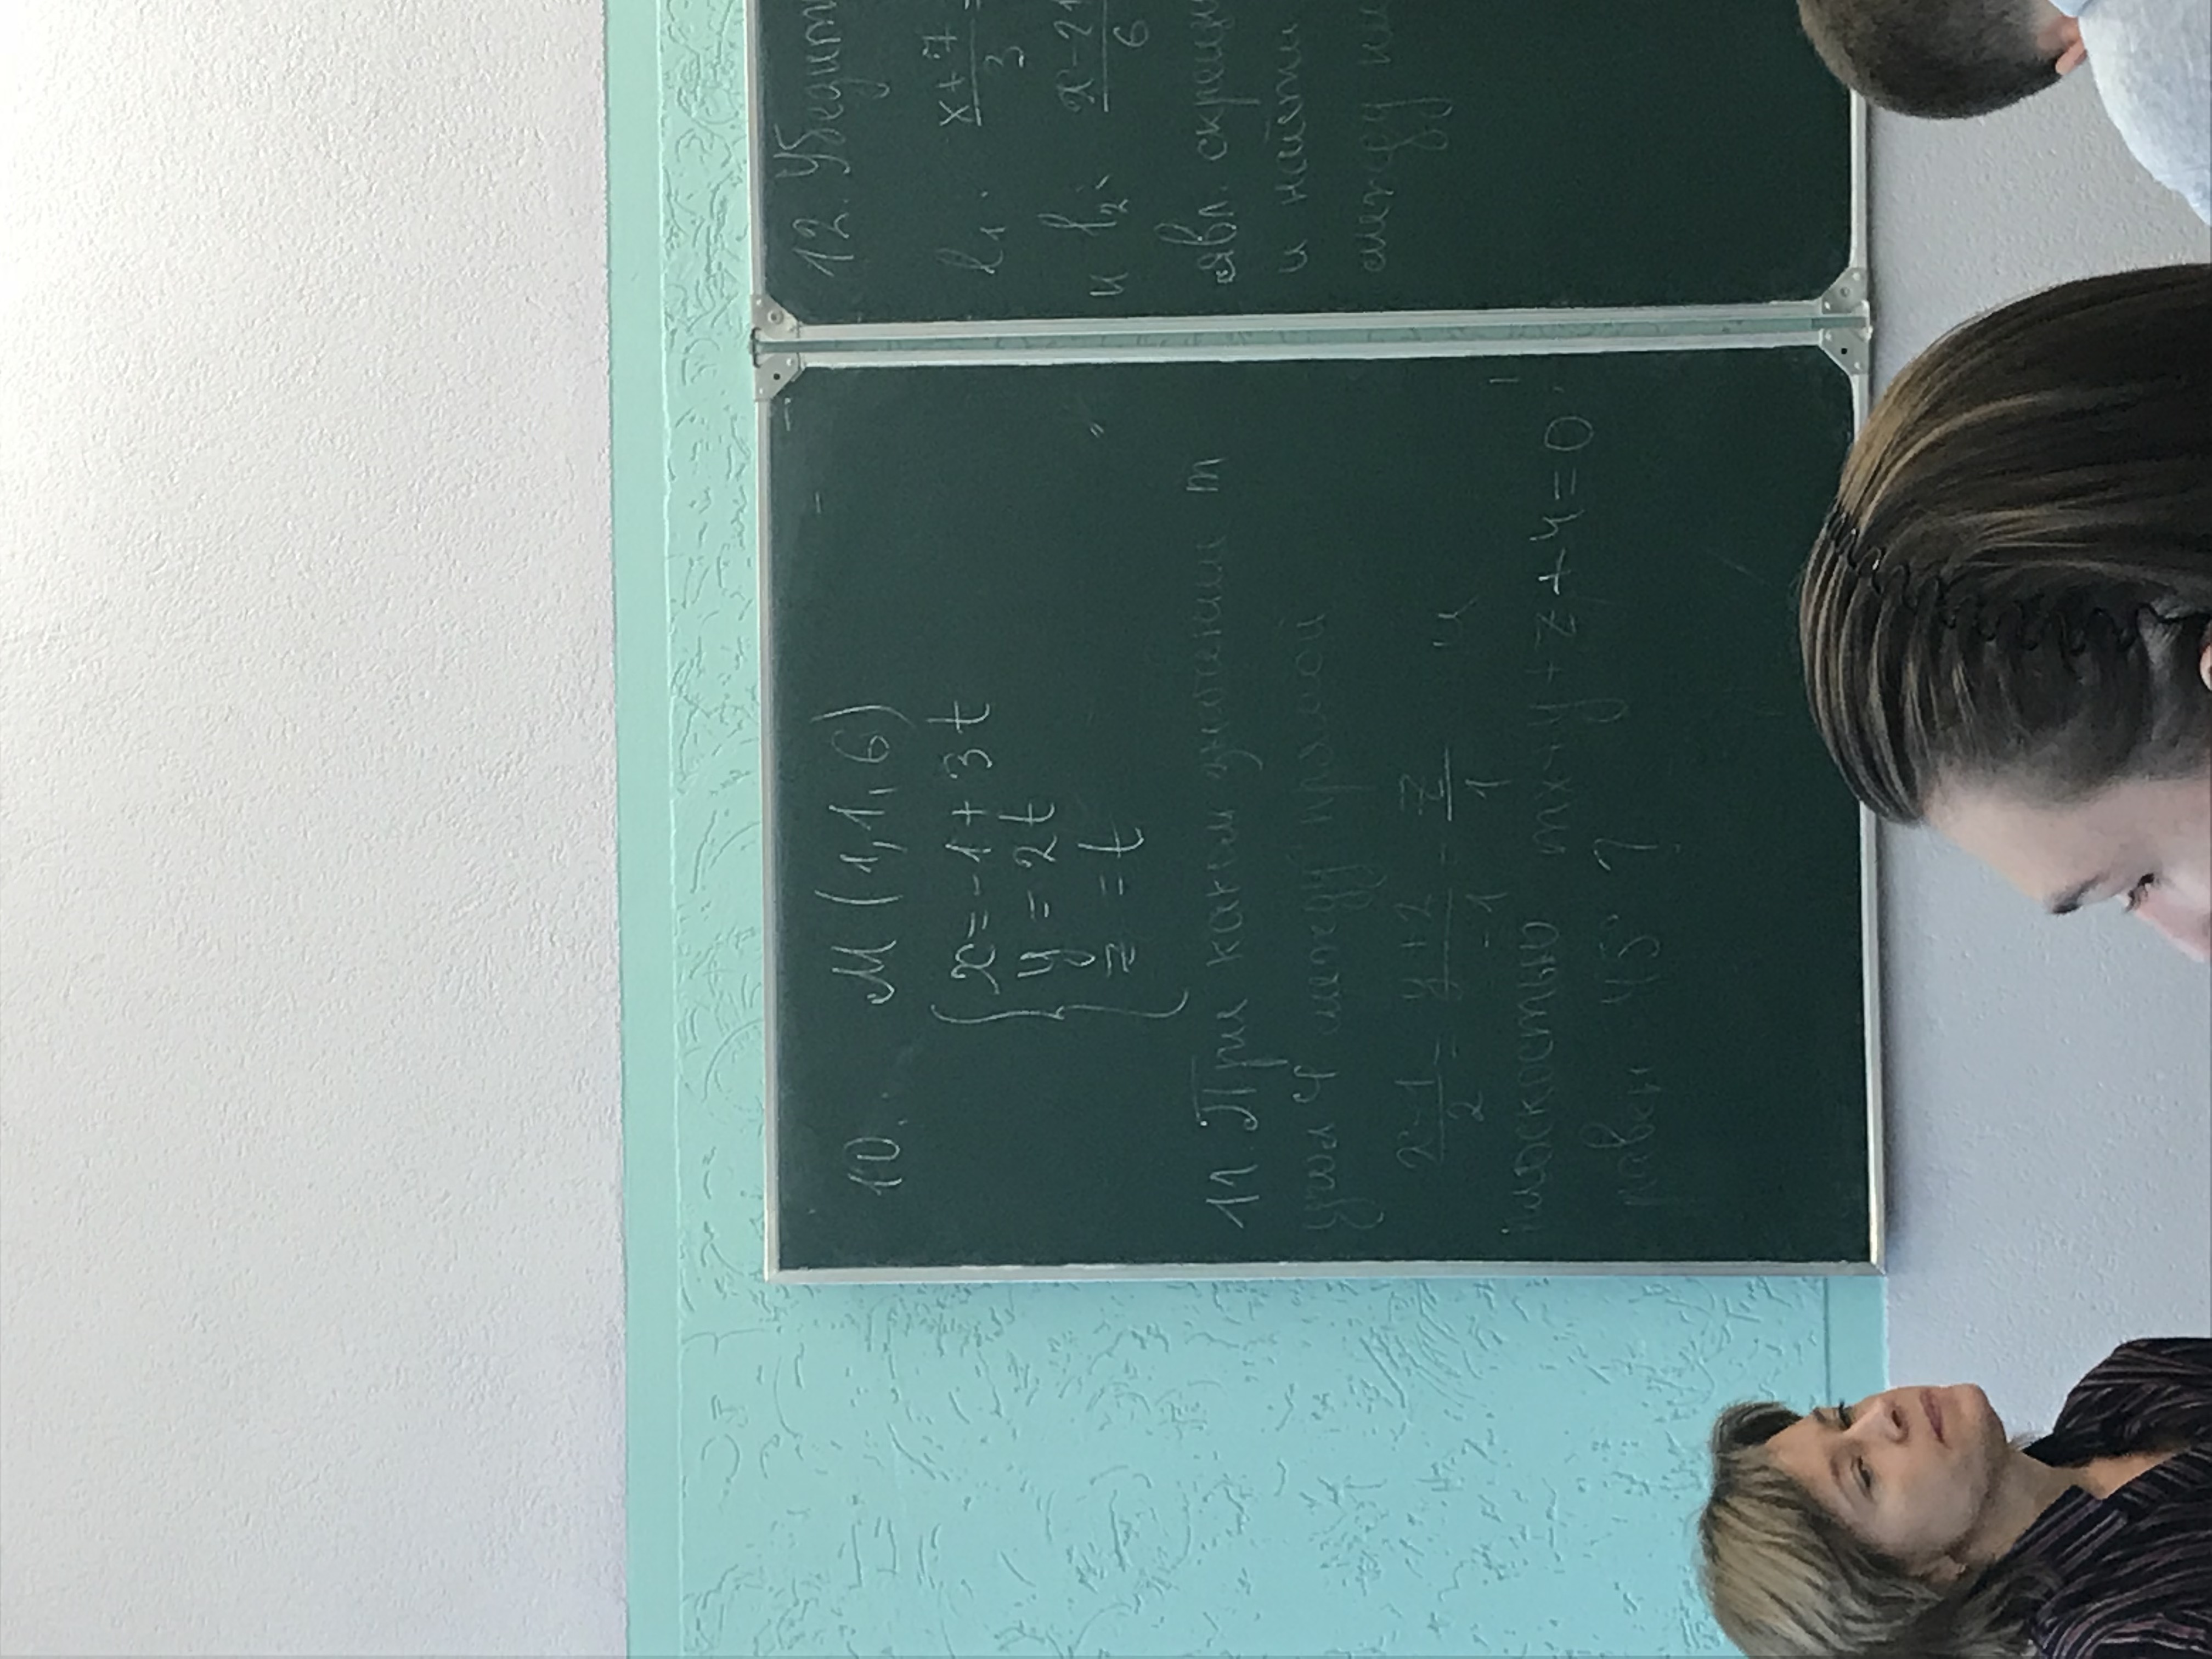 10. M (1, 1, 6)
x = -1 + 3t
y = 2t
z = t
11. При каком значении m
угол φ между прямой
x-1/2 = y+2/-1 = z/1 и
плоскостью mx+y+z+4=0
равен 45° ?
12. Убедит
l₁: x+7/3 =
и l₂: x-21/6
явл. скрещ
и найти
между